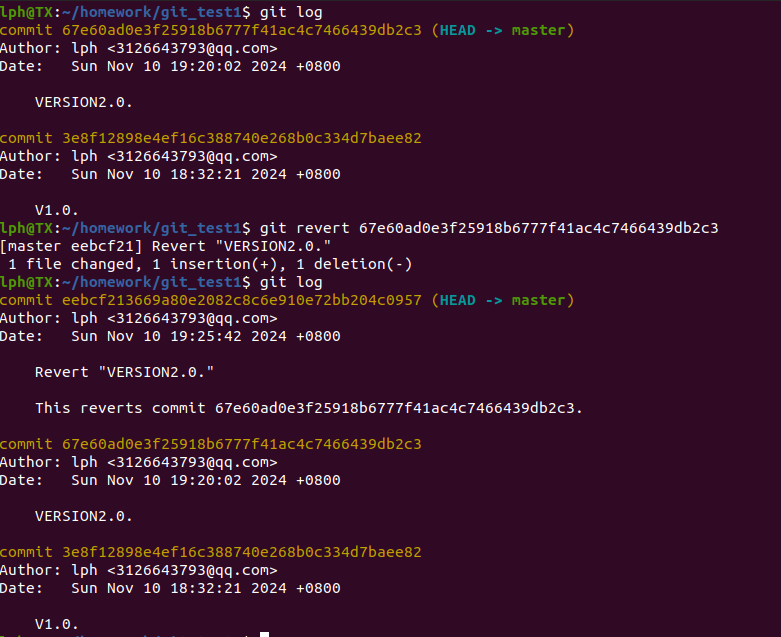 lph@TX:~/homework/git_test1$ git log
commit 67e60ad0e3f25918b6777f41ac4c7466439db2c3 (HEAD -> master)
Author: lph <3126643793@qq.com>
Date:   Sun Nov 10 19:20:02 2024 +0800

    VERSION2.0.

commit 3e8f12898e4ef16c388740e268b0c334d7baee82
Author: lph <3126643793@qq.com>
Date:   Sun Nov 10 18:32:21 2024 +0800

    V1.0.
lph@TX:~/homework/git_test1$ git revert 67e60ad0e3f25918b6777f41ac4c7466439db2c3
[master eebcf21] Revert "VERSION2.0."
 1 file changed, 1 insertion(+), 1 deletion(-)
lph@TX:~/homework/git_test1$ git log
commit eebcf213669a80e2082c8c6e910e72bb204c0957 (HEAD -> master)
Author: lph <3126643793@qq.com>
Date:   Sun Nov 10 19:25:42 2024 +0800

    Revert "VERSION2.0."

    This reverts commit 67e60ad0e3f25918b6777f41ac4c7466439db2c3.

commit 67e60ad0e3f25918b6777f41ac4c7466439db2c3
Author: lph <3126643793@qq.com>
Date:   Sun Nov 10 19:20:02 2024 +0800

    VERSION2.0.

commit 3e8f12898e4ef16c388740e268b0c334d7baee82
Author: lph <3126643793@qq.com>
Date:   Sun Nov 10 18:32:21 2024 +0800

    V1.0.